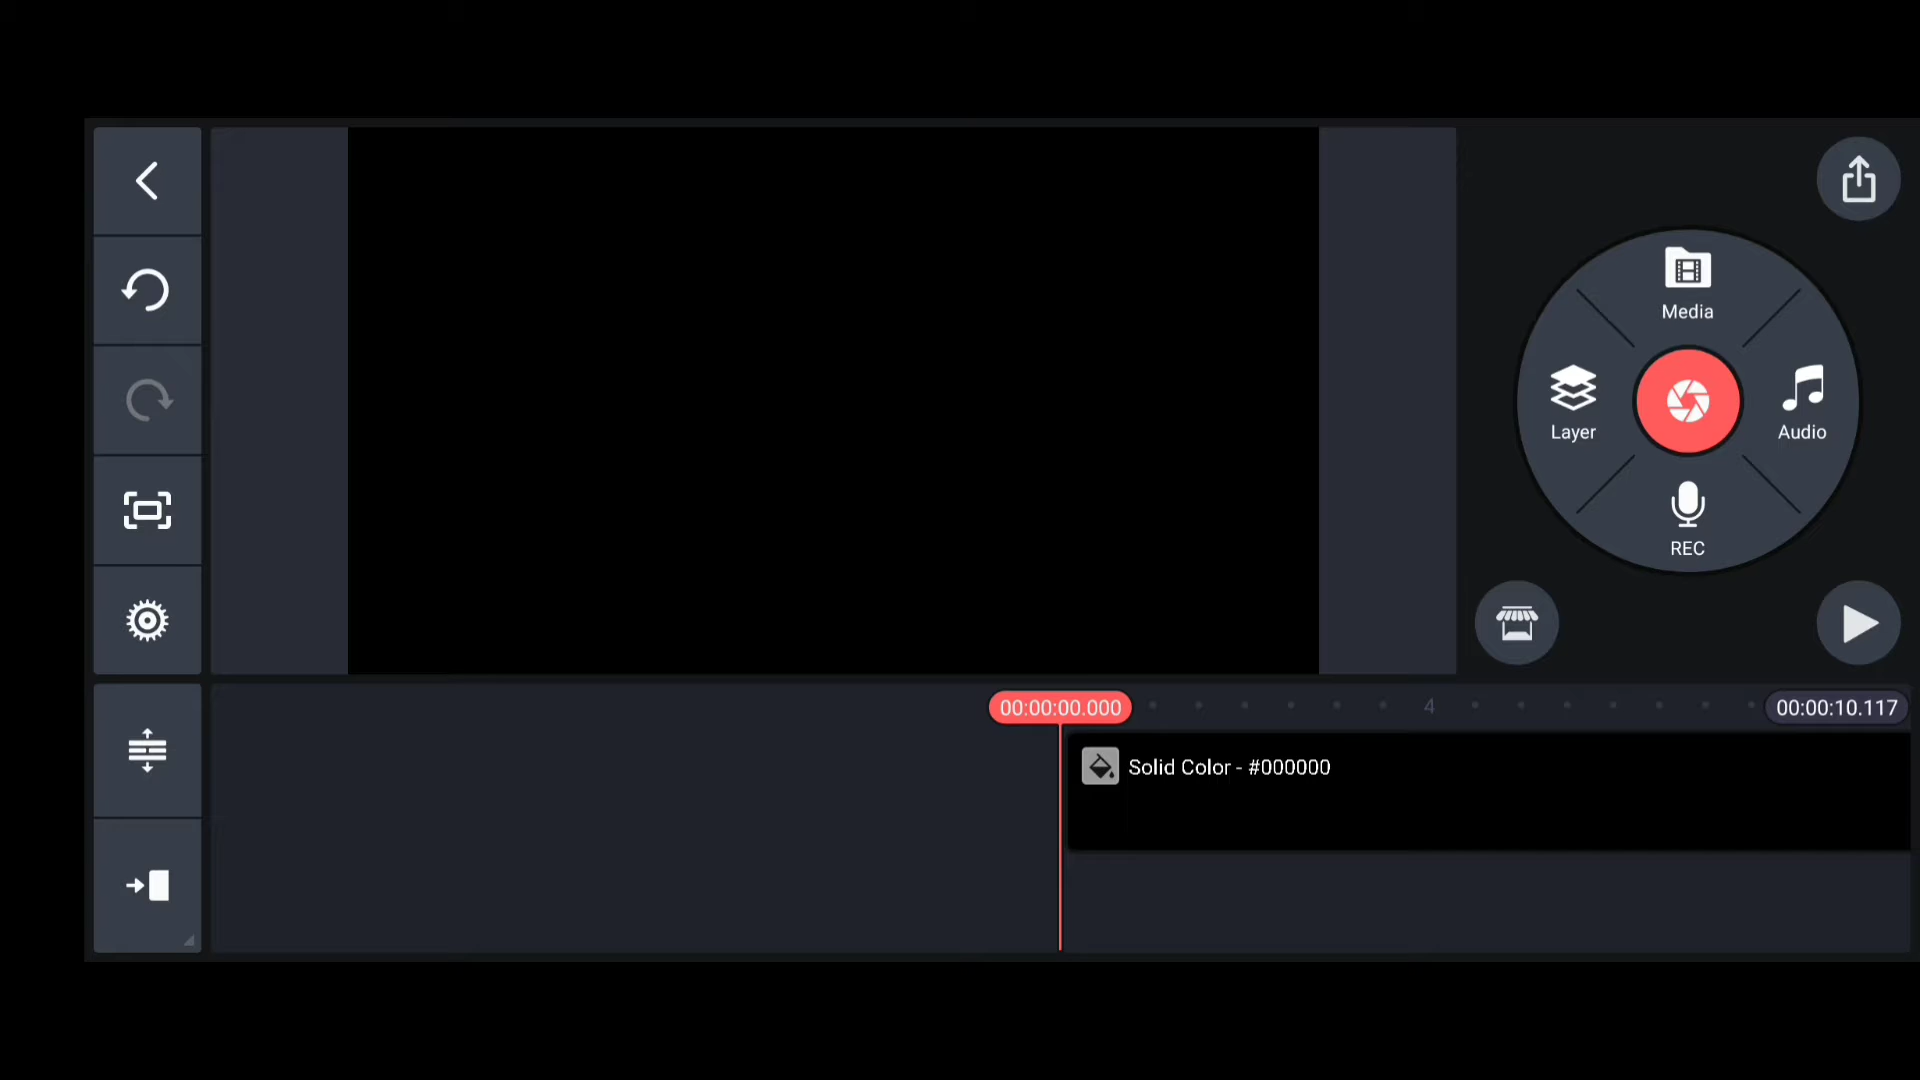 Media
Layer
Audio
REC
00:00:00.000
4
00:00:10.117
Solid Color - #000000